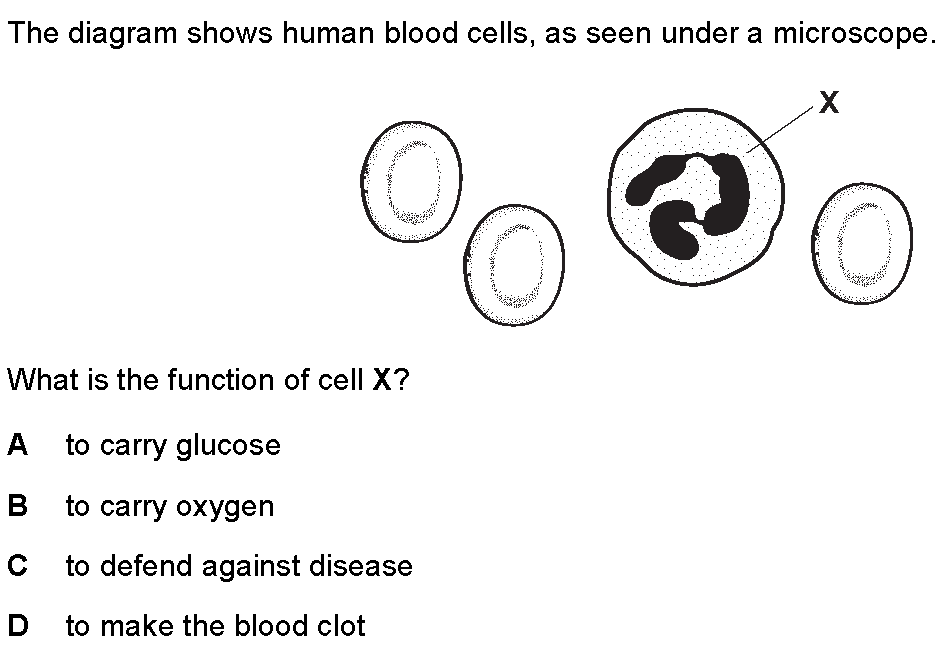 The diagram shows human blood cells, as seen under a microscope.
X
What is the function of cell X?
A to carry glucose
B to carry oxygen
C to defend against disease
D to make the blood clot